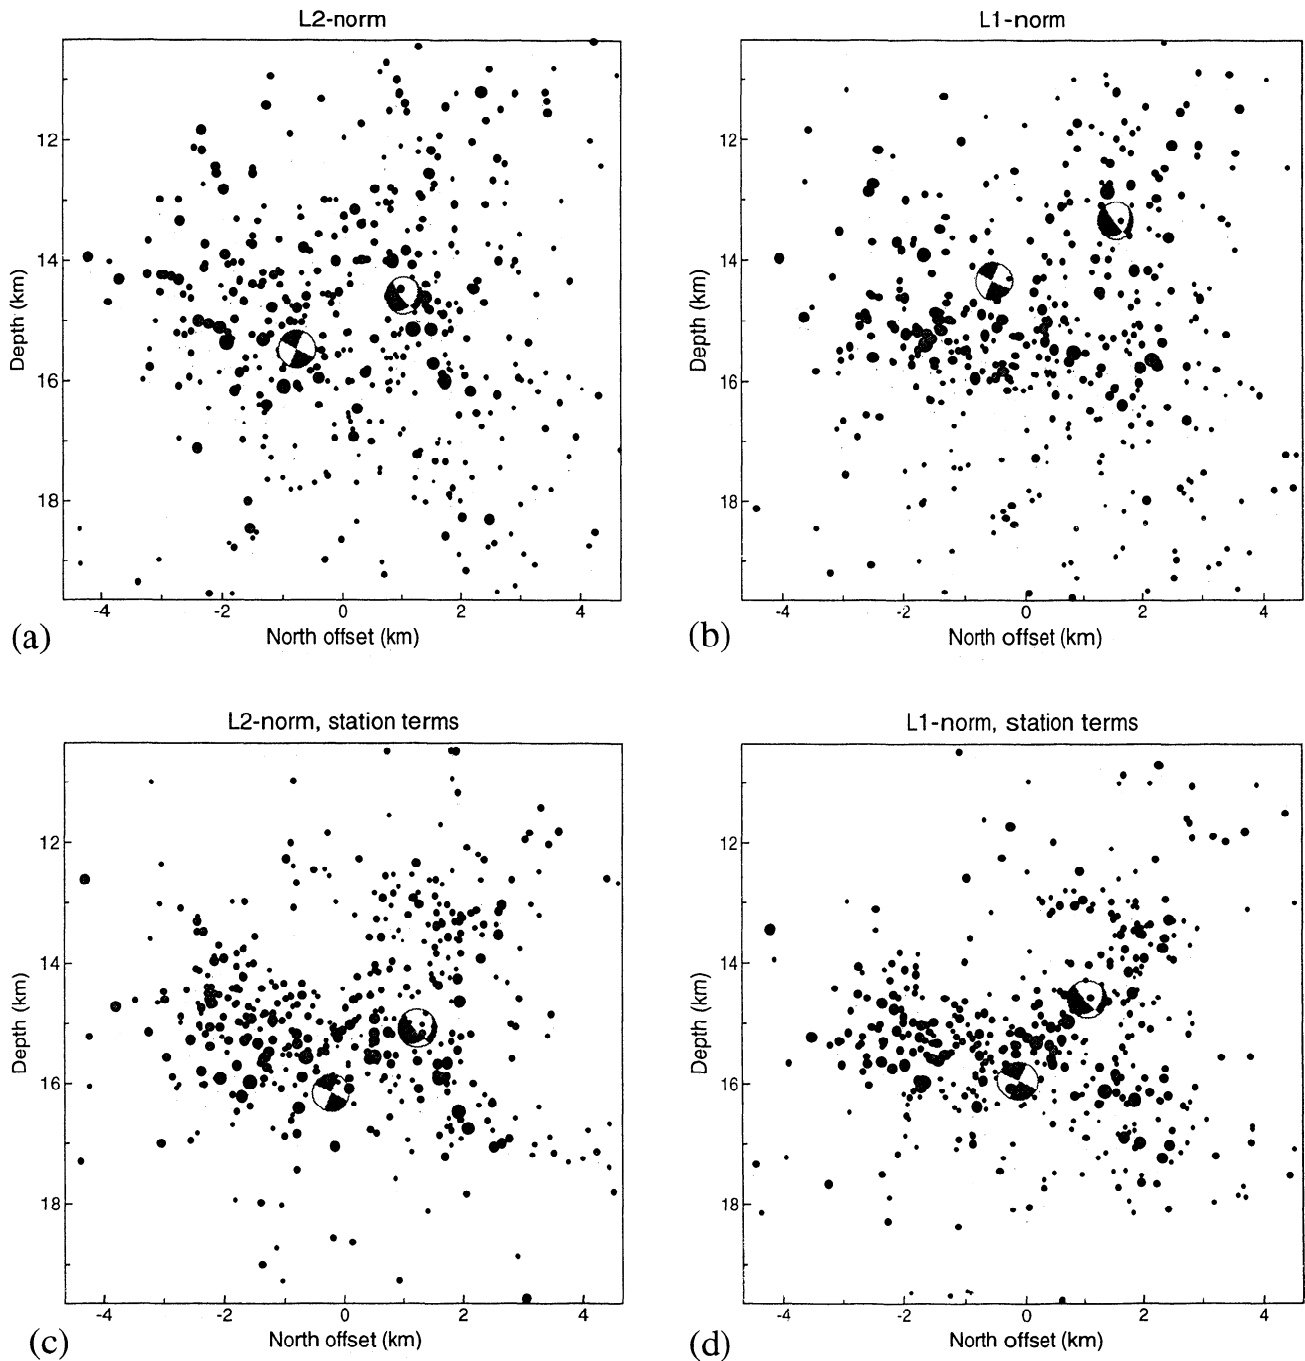 L2-norm
12
14
16
18
Depth (km)
-4 -2 0 2 4
North offset (km)
(a)
L1-norm
12
14
16
18
Depth (km)
-4 -2 0 2 4
North offset (km)
(b)
L2-norm, station terms
12
14
16
18
Depth (km)
-4 -2 0 2 4
North offset (km)
(c)
L1-norm, station terms
12
14
16
18
Depth (km)
-4 -2 0 2 4
North offset (km)
(d)